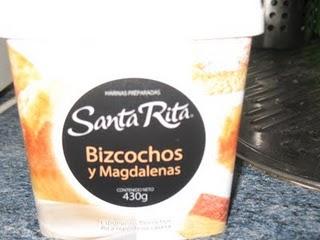 HARINAS PREPARADAS
Santa Rita
Bizcochos
y Magdalenas
CONTENIDO NETO
430g